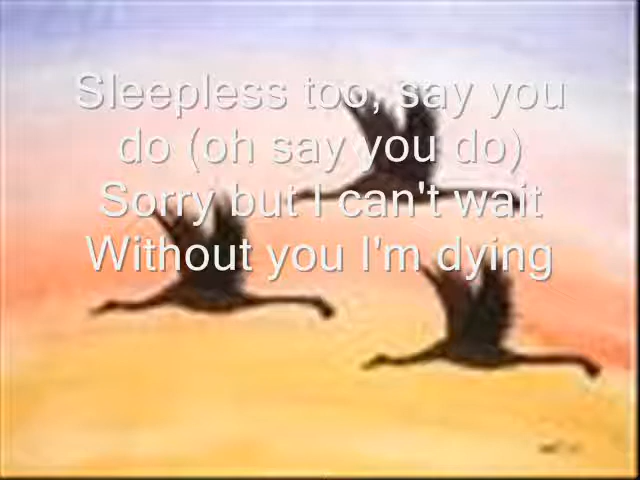 Sleepless too, say you
do (oh say you do)
Sorry but I can't wait
Without you I'm dying